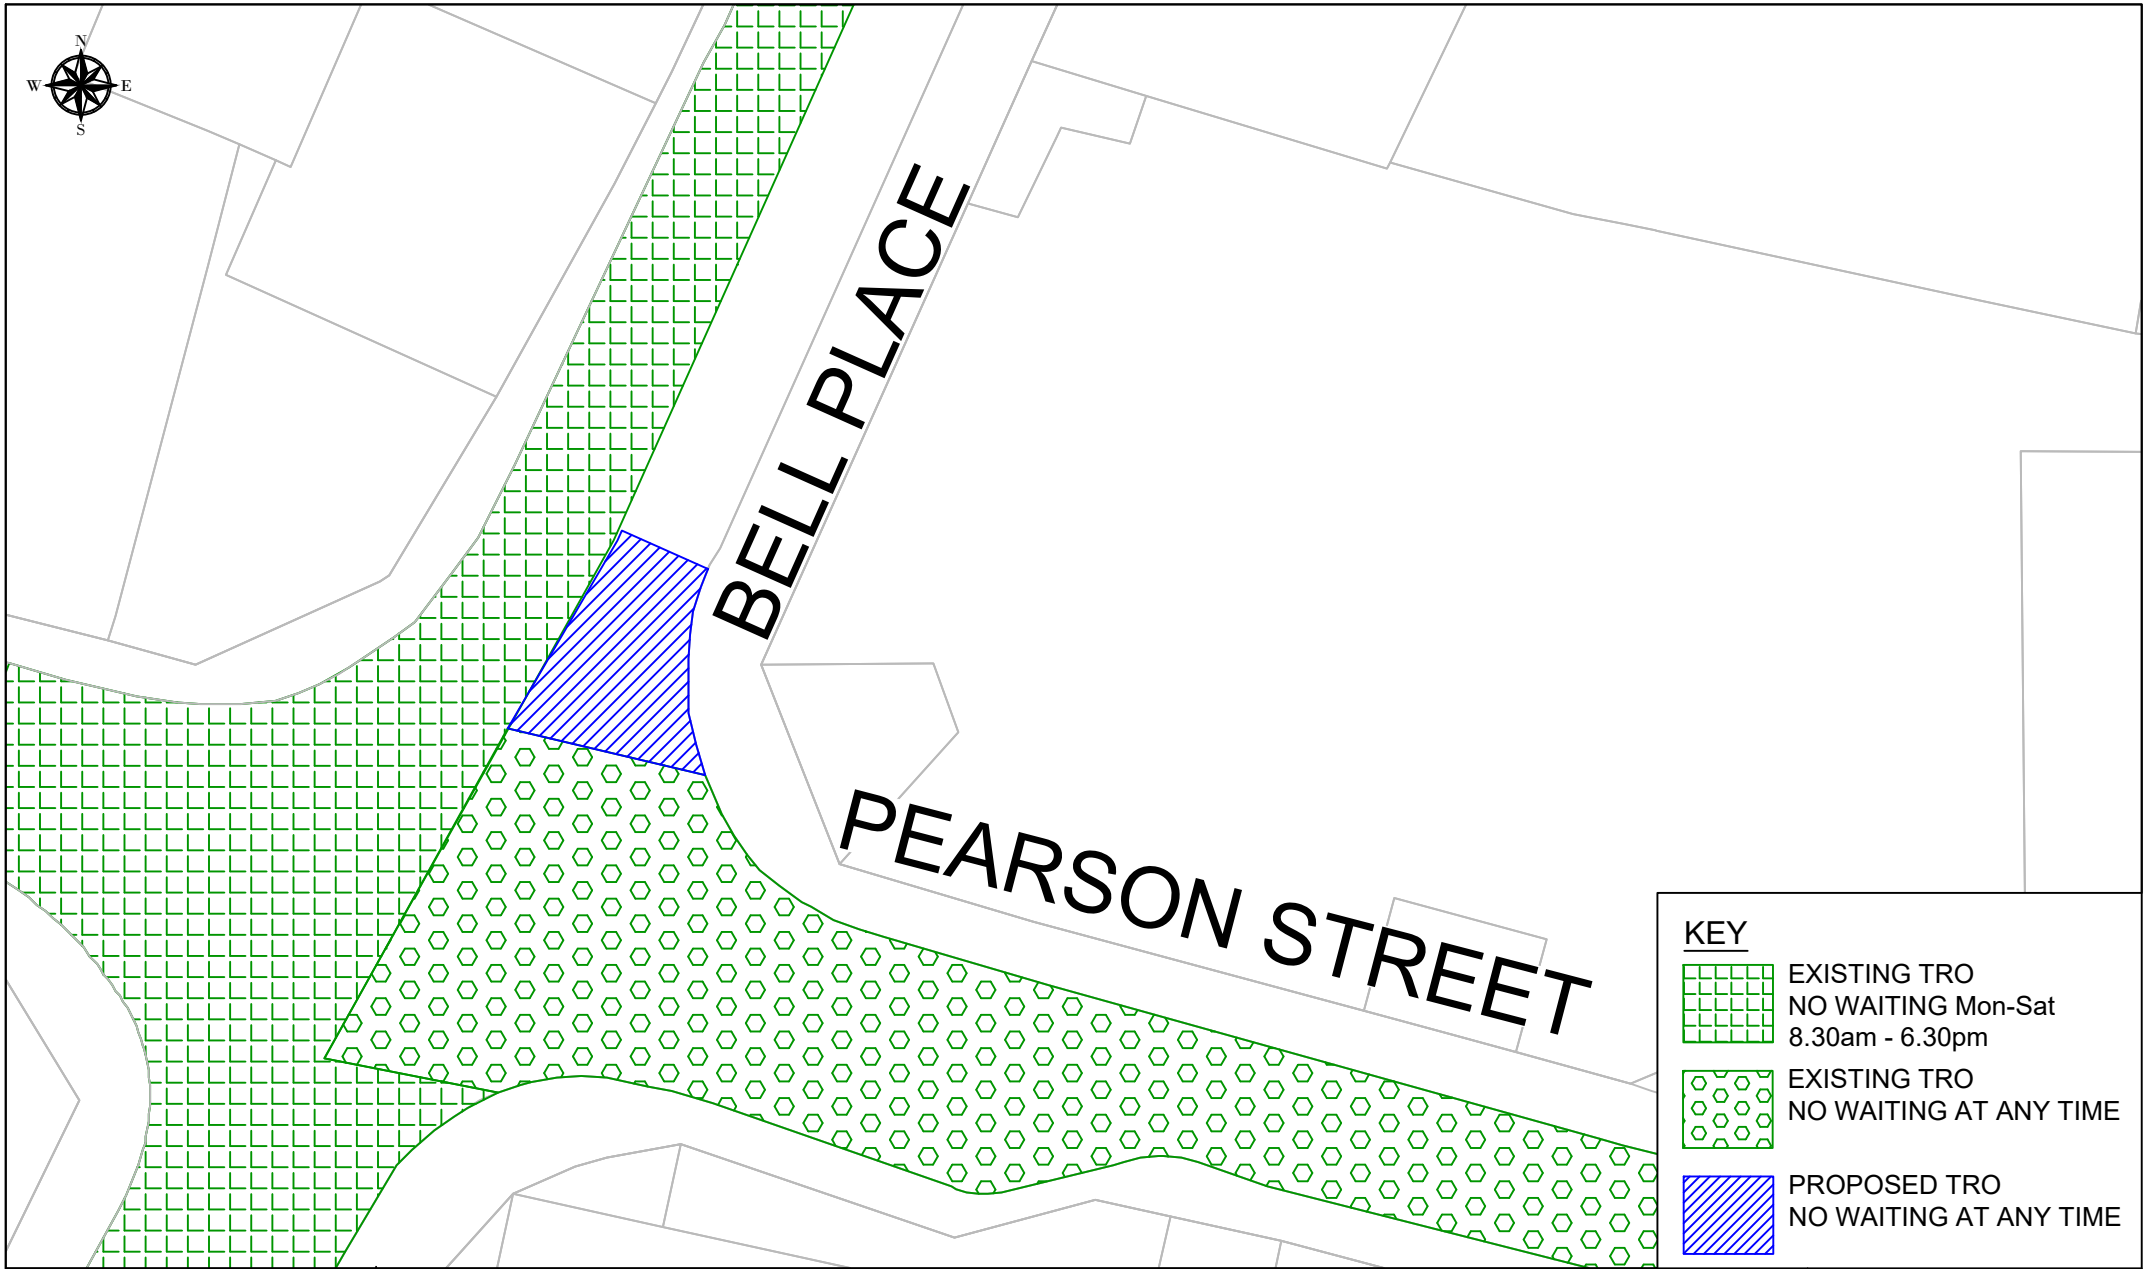 N
W E
S
BELL PLACE
PEARSON STREET
KEY
EXISTING TRO
NO WAITING Mon-Sat
8.30am - 6.30pm
EXISTING TRO
NO WAITING AT ANY TIME
PROPOSED TRO
NO WAITING AT ANY TIME